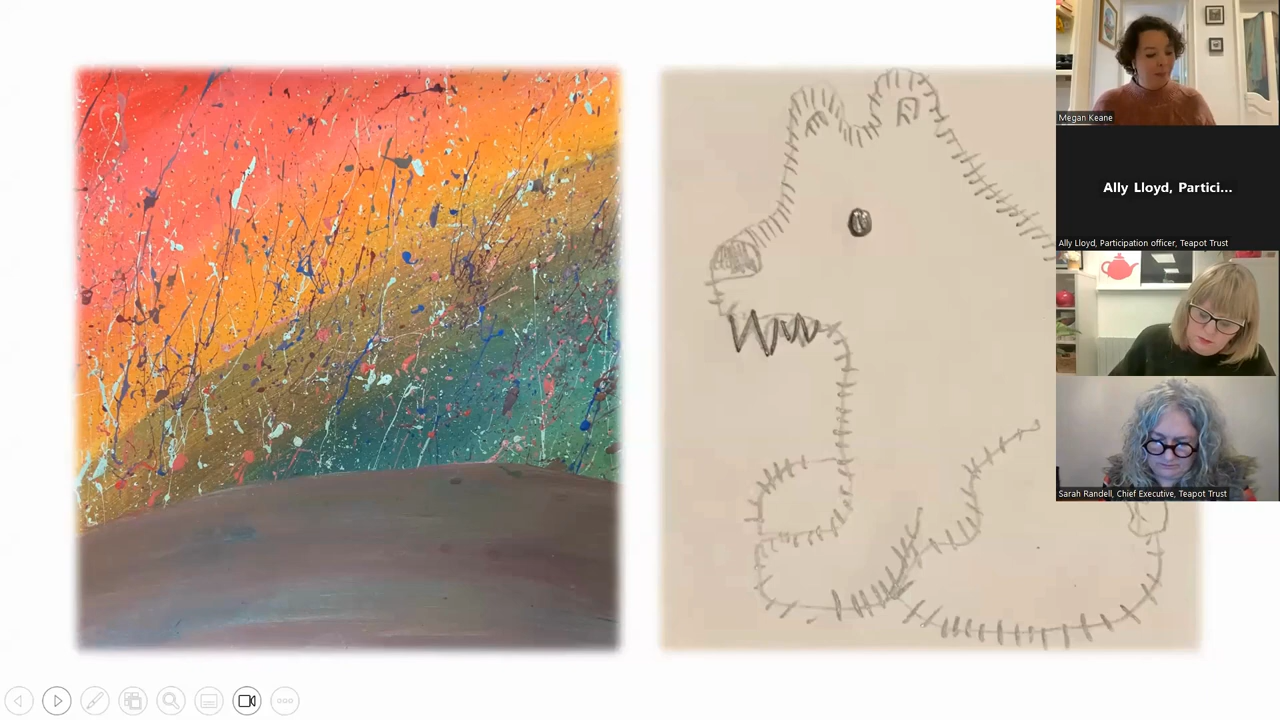 Megan Keane
Ally Lloyd, Partici...
Ally Lloyd, Participation officer, Teapot Trust
Sarah Randell, Chief Executive, Teapot Trust